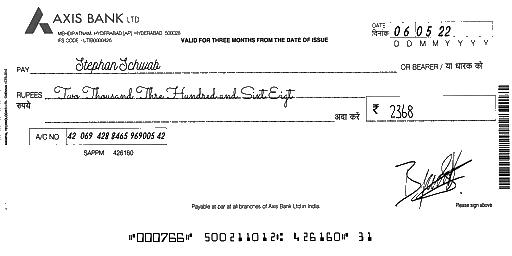 AXIS BANK LTD
MEHDIPATNAM, HYDERABAD [AP] HYDERABAD 500028
IFS CODE - UTIB0000426
VALID FOR THREE MONTHS FROM THE DATE OF ISSUE
DATE
दिनांक 06 05 22
D D M M Y Y Y Y
PAY Stephan Schwab OR BEARER / या धारक को
RUPEES Two Thousand Three Hundred and Sixt Eigt
रुपये अदा करें ₹ 2368
A/C NO 42 069 428 8465 969005 42
SAPPM 426160
Payable at par at all branches of Axis Bank Ltd in India.
Please sign above
⑈000766⑈ 500211012⑆ 426160⑈ 31